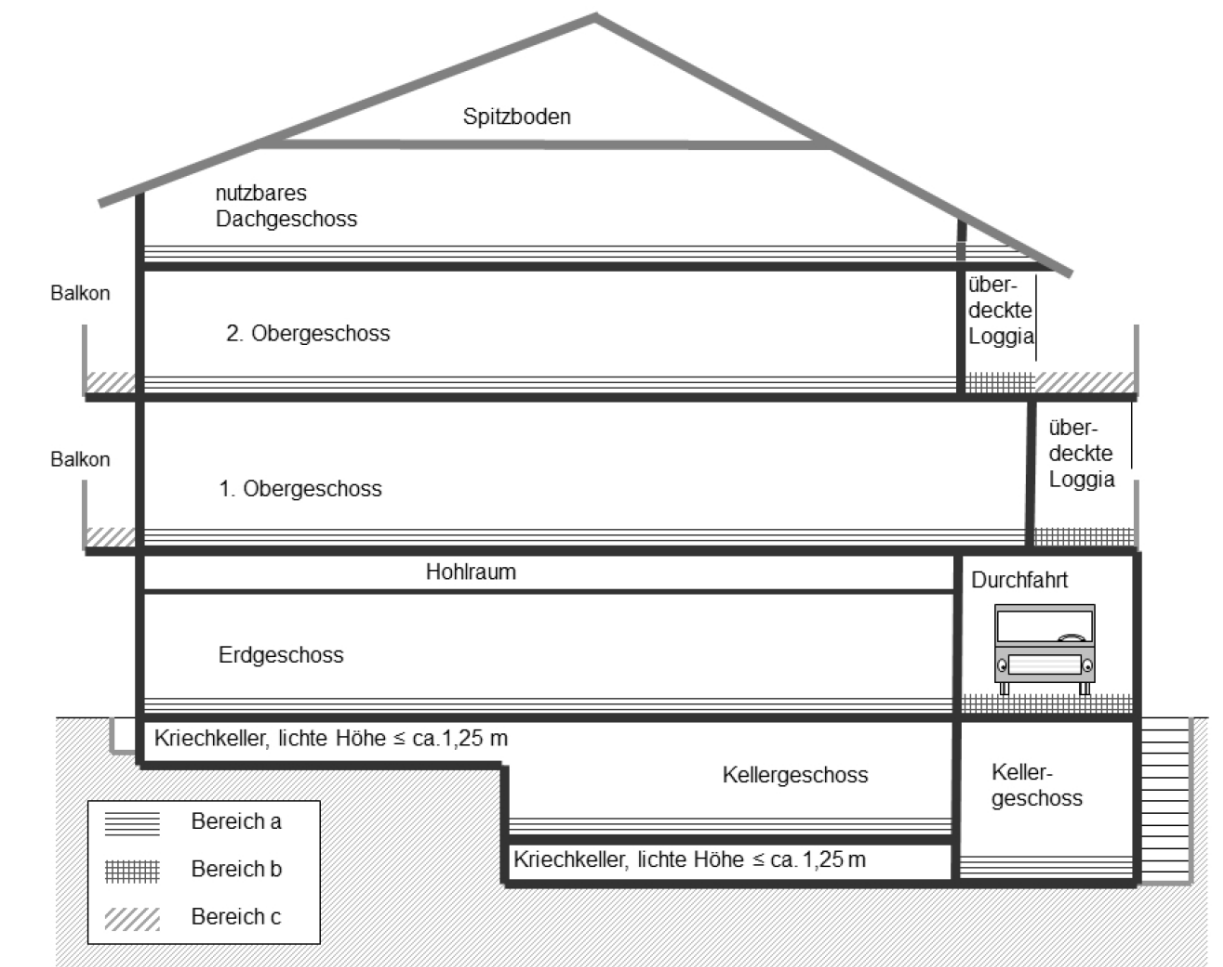 Spitzboden
nutzbares
Dachgeschoss
Balkon
über-
deckte
Loggia
2. Obergeschoss
Balkon
über-
deckte
Loggia
1. Obergeschoss
Hohlraum
Durchfahrt
Erdgeschoss
Kriechkeller, lichte Höhe ≤ ca.1,25 m
Kellergeschoss
Keller-
geschoss
Kriechkeller, lichte Höhe ≤ ca. 1,25 m
Bereich a
Bereich b
Bereich c